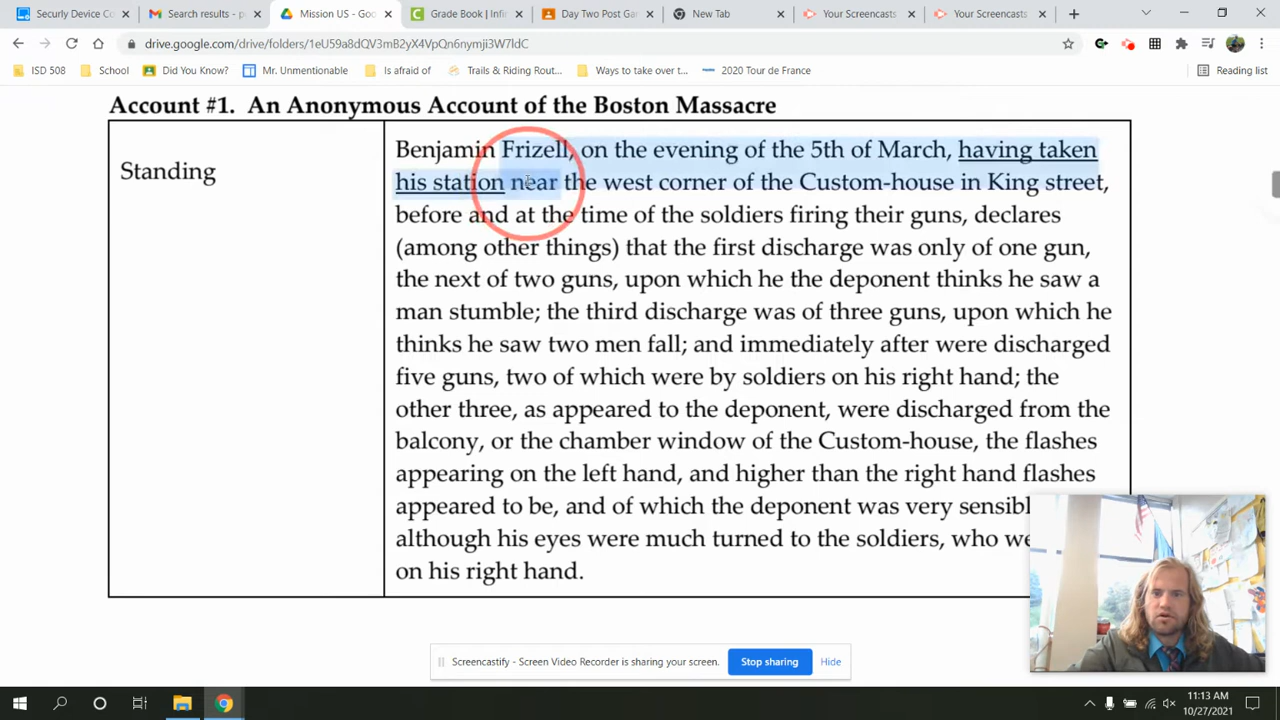 Securly Device Co
Search results - p
Mission US - Goo
Grade Book | Infin
Day Two Post Ga
New Tab
Your Screencasts
Your Screencasts
drive.google.com/drive/folders/1eU59a8dQV3mB2yX4VpQn6nymji3W7ldC
ISD 508
School
Did You Know?
Mr. Unmentionable
Is afraid of
Trails & Riding Rout...
Ways to take over t...
2020 Tour de France
Reading list
Account #1. An Anonymous Account of the Boston Massacre
Standing
Benjamin Frizell, on the evening of the 5th of March, having taken
his station near the west corner of the Custom-house in King street,
before and at the time of the soldiers firing their guns, declares
(among other things) that the first discharge was only of one gun,
the next of two guns, upon which he the deponent thinks he saw a
man stumble; the third discharge was of three guns, upon which he
thinks he saw two men fall; and immediately after were discharged
five guns, two of which were by soldiers on his right hand; the
other three, as appeared to the deponent, were discharged from the
balcony, or the chamber window of the Custom-house, the flashes
appearing on the left hand, and higher than the right hand flashes
appeared to be, and of which the deponent was very sensibl
although his eyes were much turned to the soldiers, who we
on his right hand.
Screencastify - Screen Video Recorder is sharing your screen.
Stop sharing
Hide
11:13 AM
10/27/2021